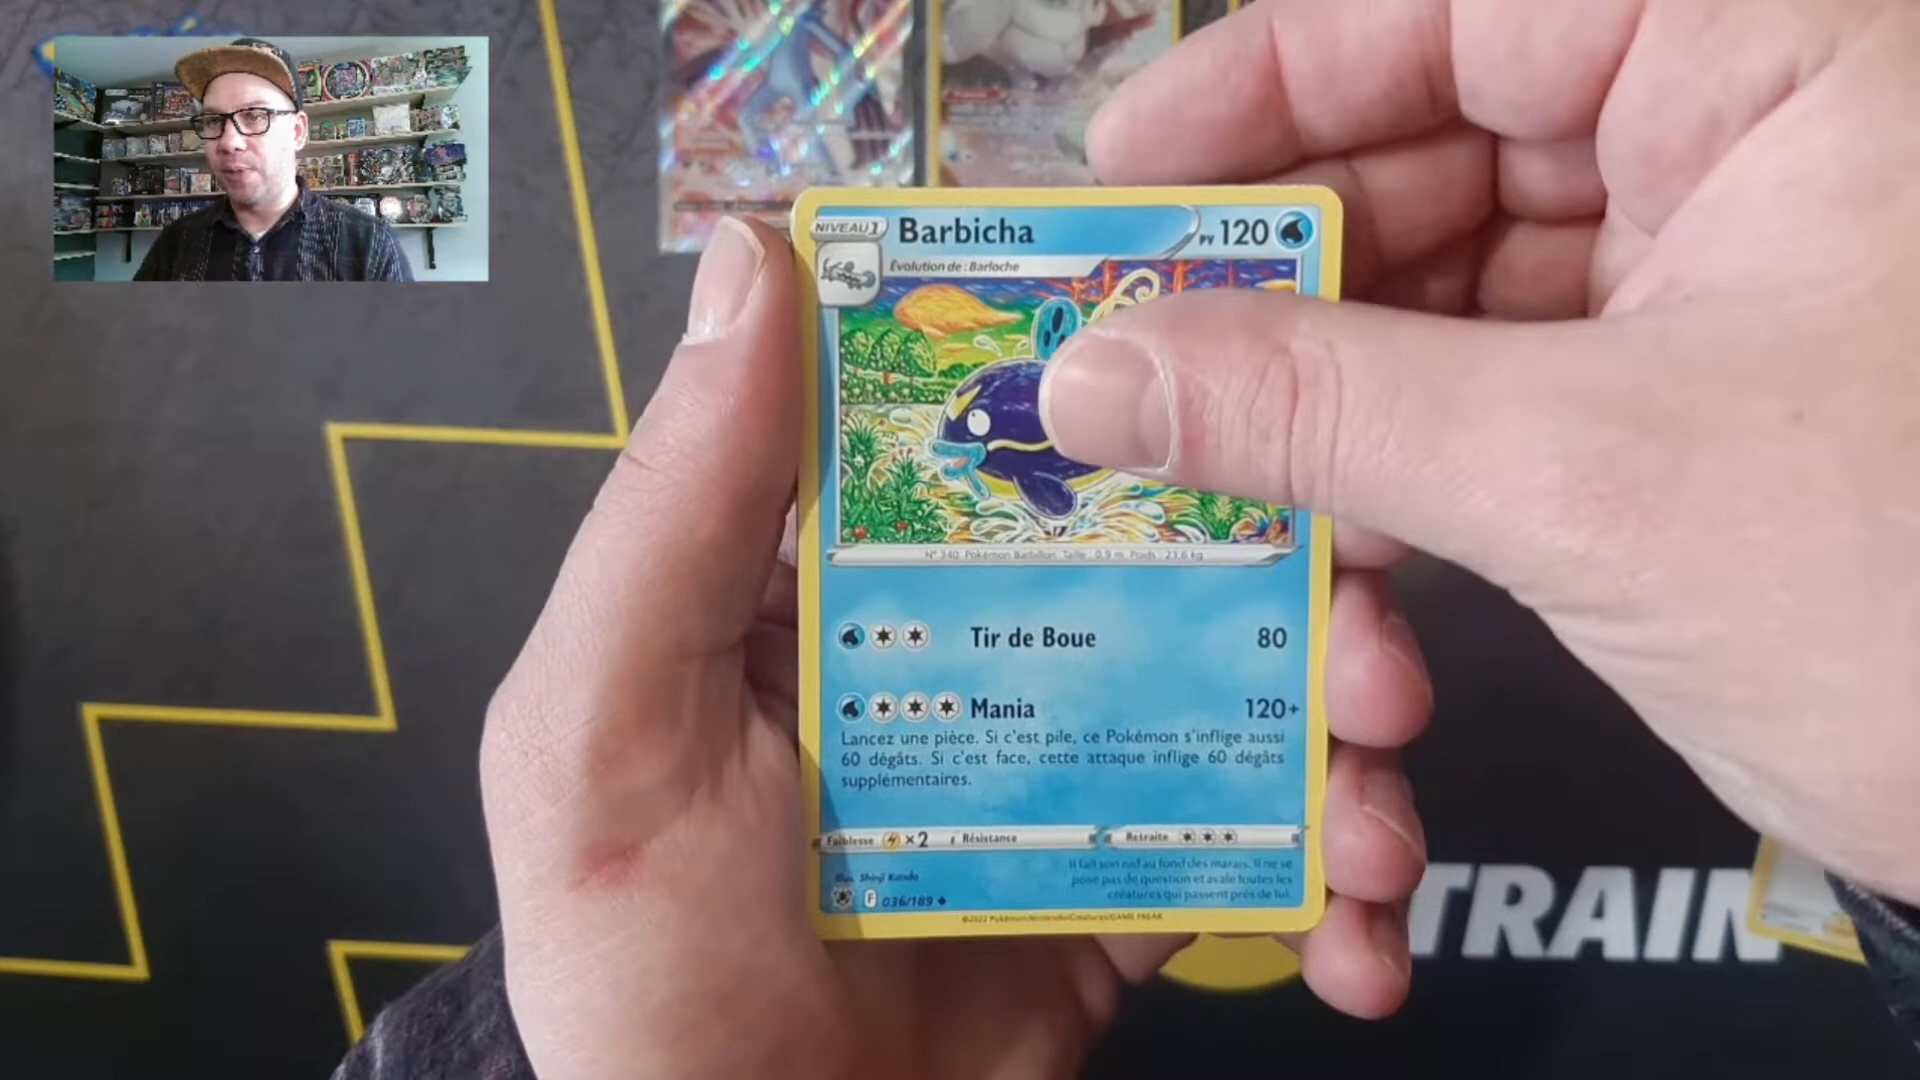 NIVEAU 1
Barbicha
PV 120
Évolution de : Barloche
N° 340 Pokémon Barbillon Taille : 0,9 m Poids : 23,6 kg
Tir de Boue 80
Mania 120+
Lancez une pièce. Si c'est pile, ce Pokémon s'inflige aussi
60 dégâts. Si c'est face, cette attaque inflige 60 dégâts
supplémentaires.
Faiblesse ×2 Résistance Retraite
Il fait son nid au fond des marais. Il ne se
pose pas de question et avale toutes les
créatures qui passent près de lui.
Illus. Shinji Kanda
F 036/189
©2022 Pokémon/Nintendo/Creatures/GAME FREAK
TRAIN